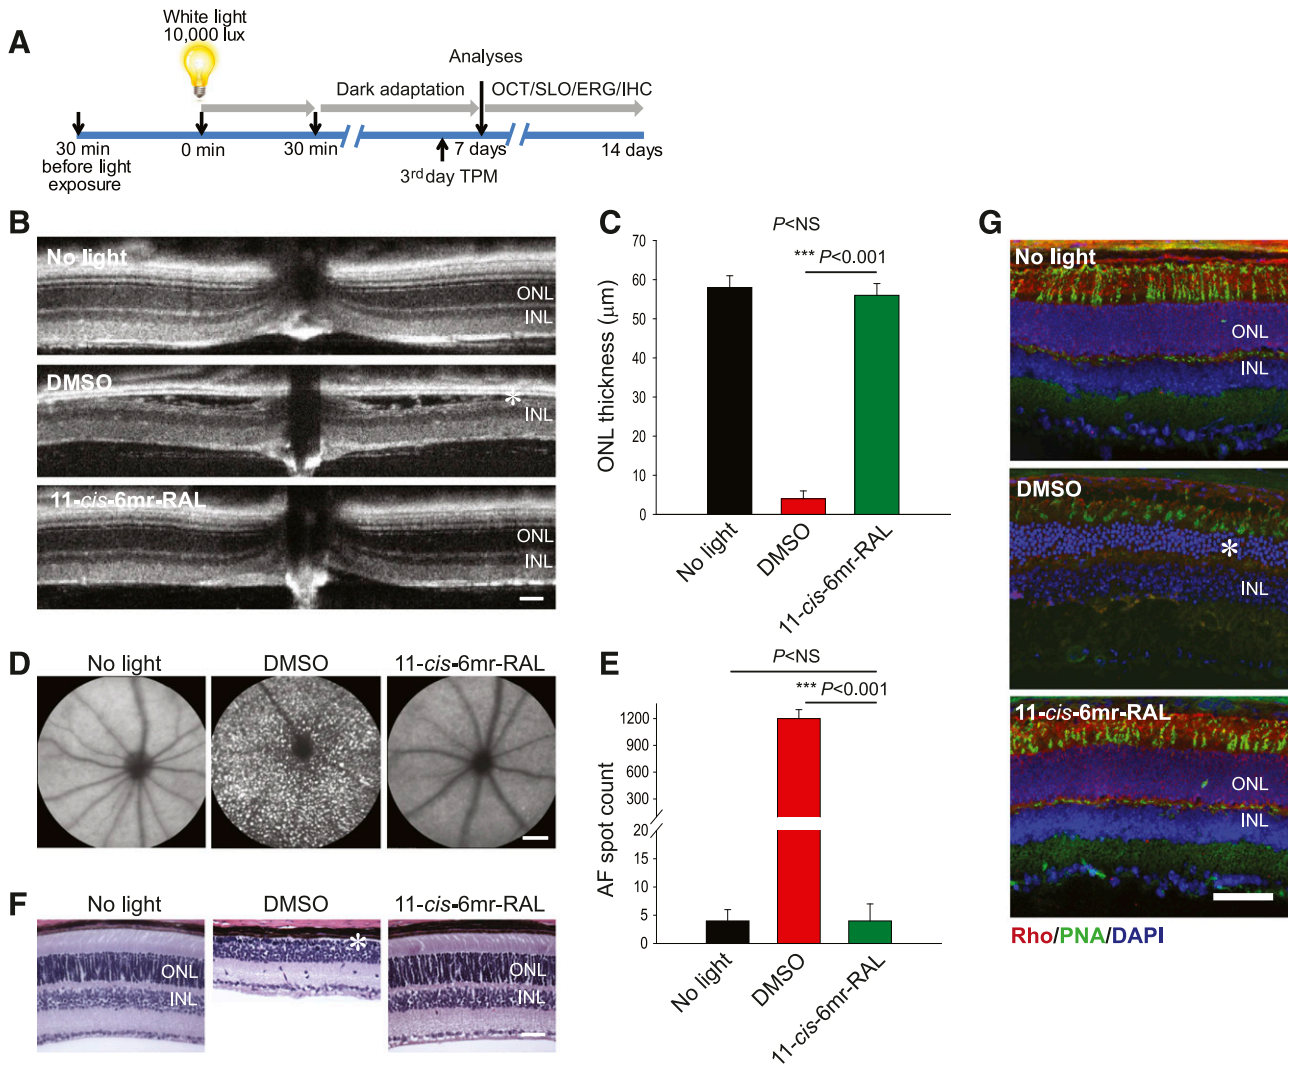 A
White light
10,000 lux
Analyses
Dark adaptation
OCT/SLO/ERG/IHC
30 min
before light
exposure
0 min
30 min
7 days
14 days
3rd day TPM
B
No light
ONL
INL
DMSO
*
INL
11-cis-6mr-RAL
ONL
INL
C
P<NS
*** P<0.001
ONL thickness (μm)
70
60
50
40
30
20
10
0
No light
DMSO
11-cis-6mr-RAL
D
No light
DMSO
11-cis-6mr-RAL
E
P<NS
*** P<0.001
AF spot count
1200
900
600
300
20
15
10
5
0
No light
DMSO
11-cis-6mr-RAL
F
No light
DMSO
11-cis-6mr-RAL
ONL
INL
*
ONL
INL
G
No light
ONL
INL
DMSO
*
INL
11-cis-6mr-RAL
ONL
INL
Rho/PNA/DAPI